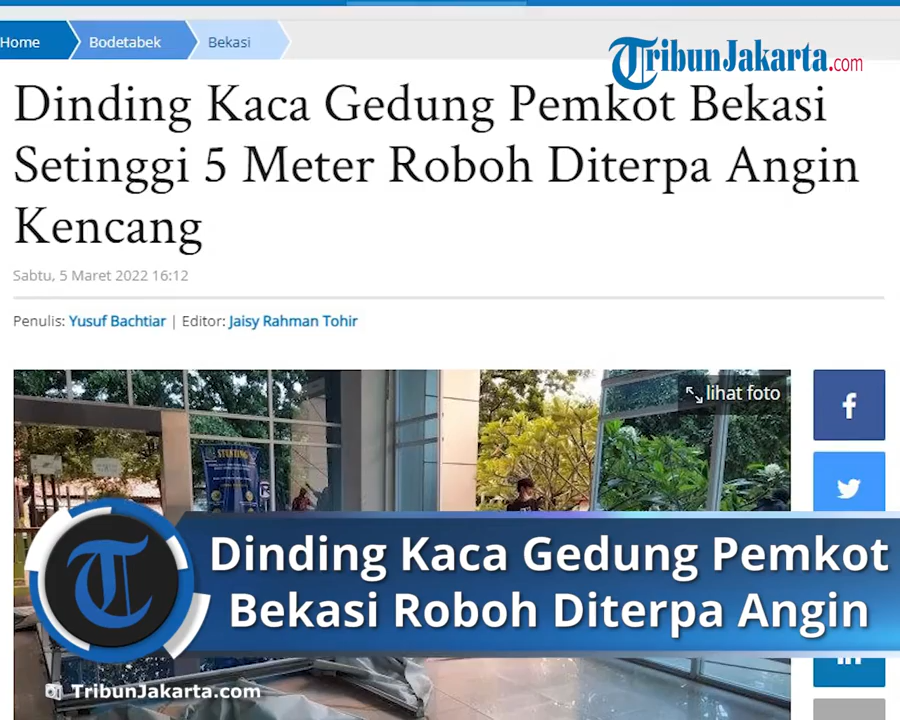 Home
Bodetabek
Bekasi
TribunJakarta.com
Dinding Kaca Gedung Pemkot Bekasi
Setinggi 5 Meter Roboh Diterpa Angin
Kencang
Sabtu, 5 Maret 2022 16:12
Penulis: Yusuf Bachtiar | Editor: Jaisy Rahman Tohir
lihat foto
STUNTING
Dinding Kaca Gedung Pemkot
Bekasi Roboh Diterpa Angin
TribunJakarta.com